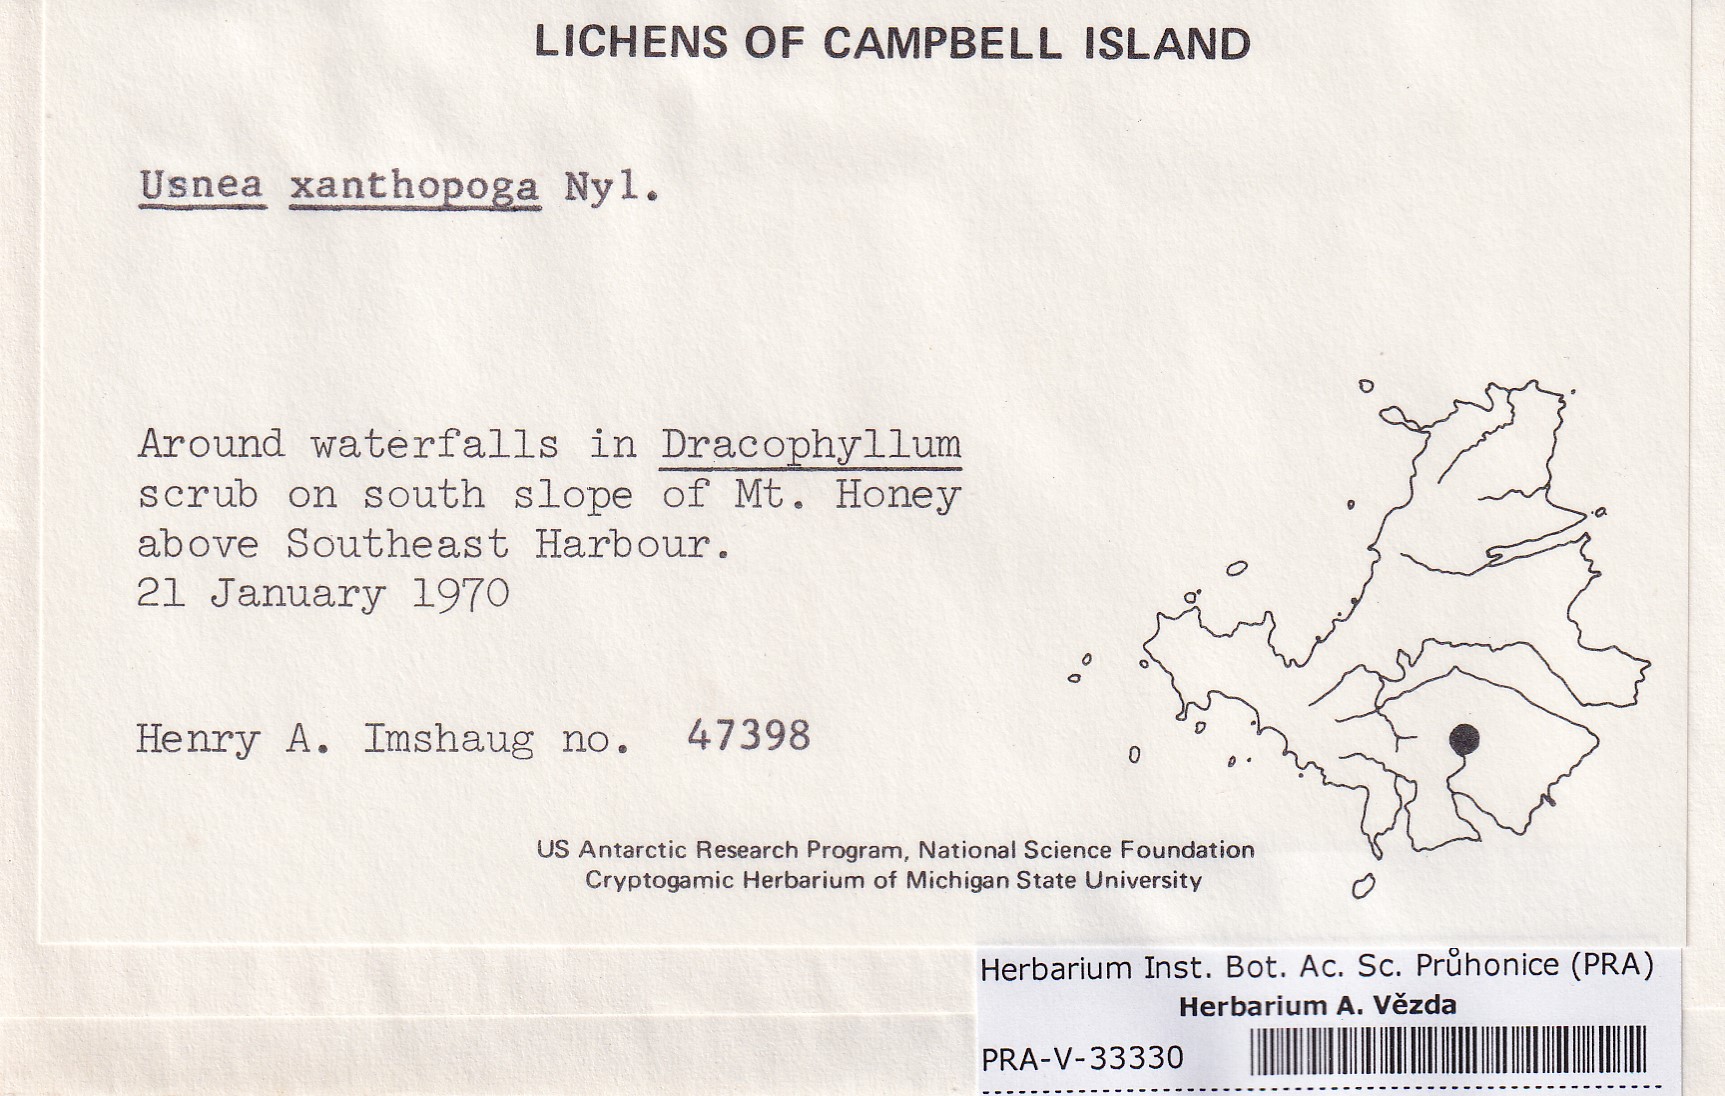 LICHENS OF CAMPBELL ISLAND
Usnea xanthopoga Nyl.
Around waterfalls in Dracophyllum
scrub on south slope of Mt. Honey
above Southeast Harbour.
21 January 1970
Henry A. Imshaug no. 47398
US Antarctic Research Program, National Science Foundation
Cryptogamic Herbarium of Michigan State University
Herbarium Inst. Bot. Ac. Sc. Průhonice (PRA)
Herbarium A. Vězda
PRA-V-33330